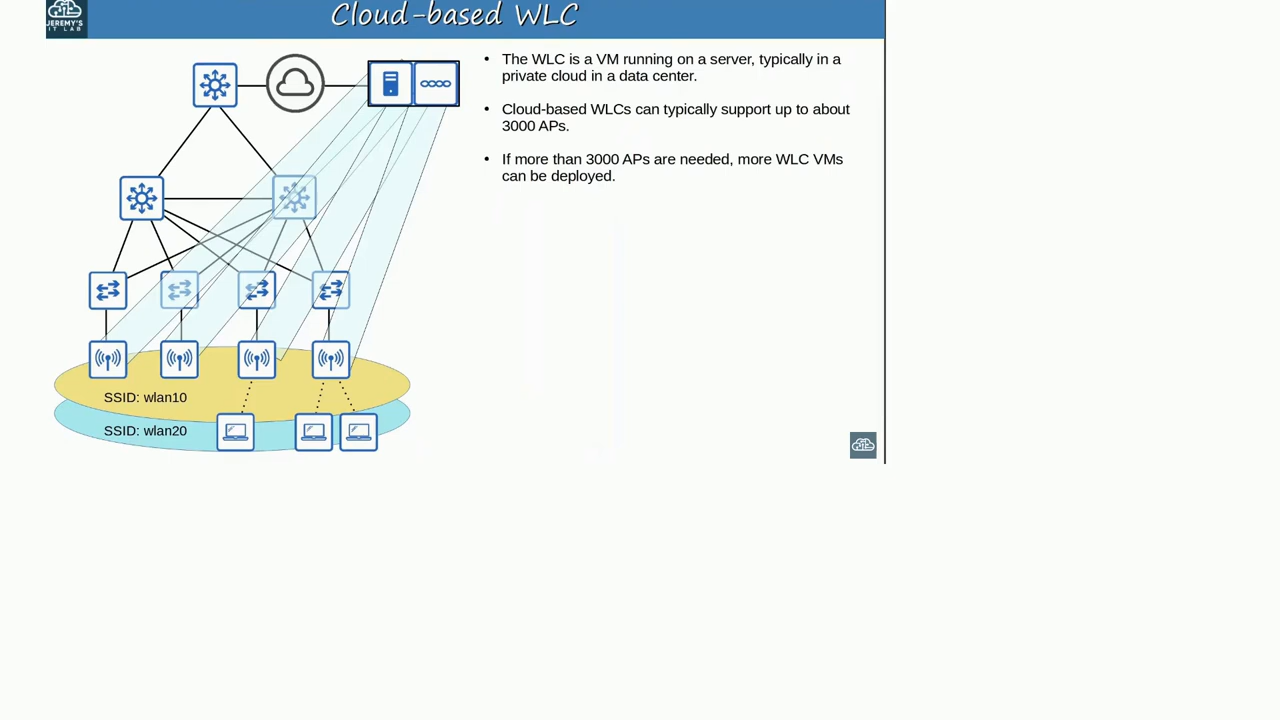 JEREMY'S
IT LAB
Cloud-based WLC
• The WLC is a VM running on a server, typically in a
private cloud in a data center.
• Cloud-based WLCs can typically support up to about
3000 APs.
• If more than 3000 APs are needed, more WLC VMs
can be deployed.
SSID: wlan10
SSID: wlan20